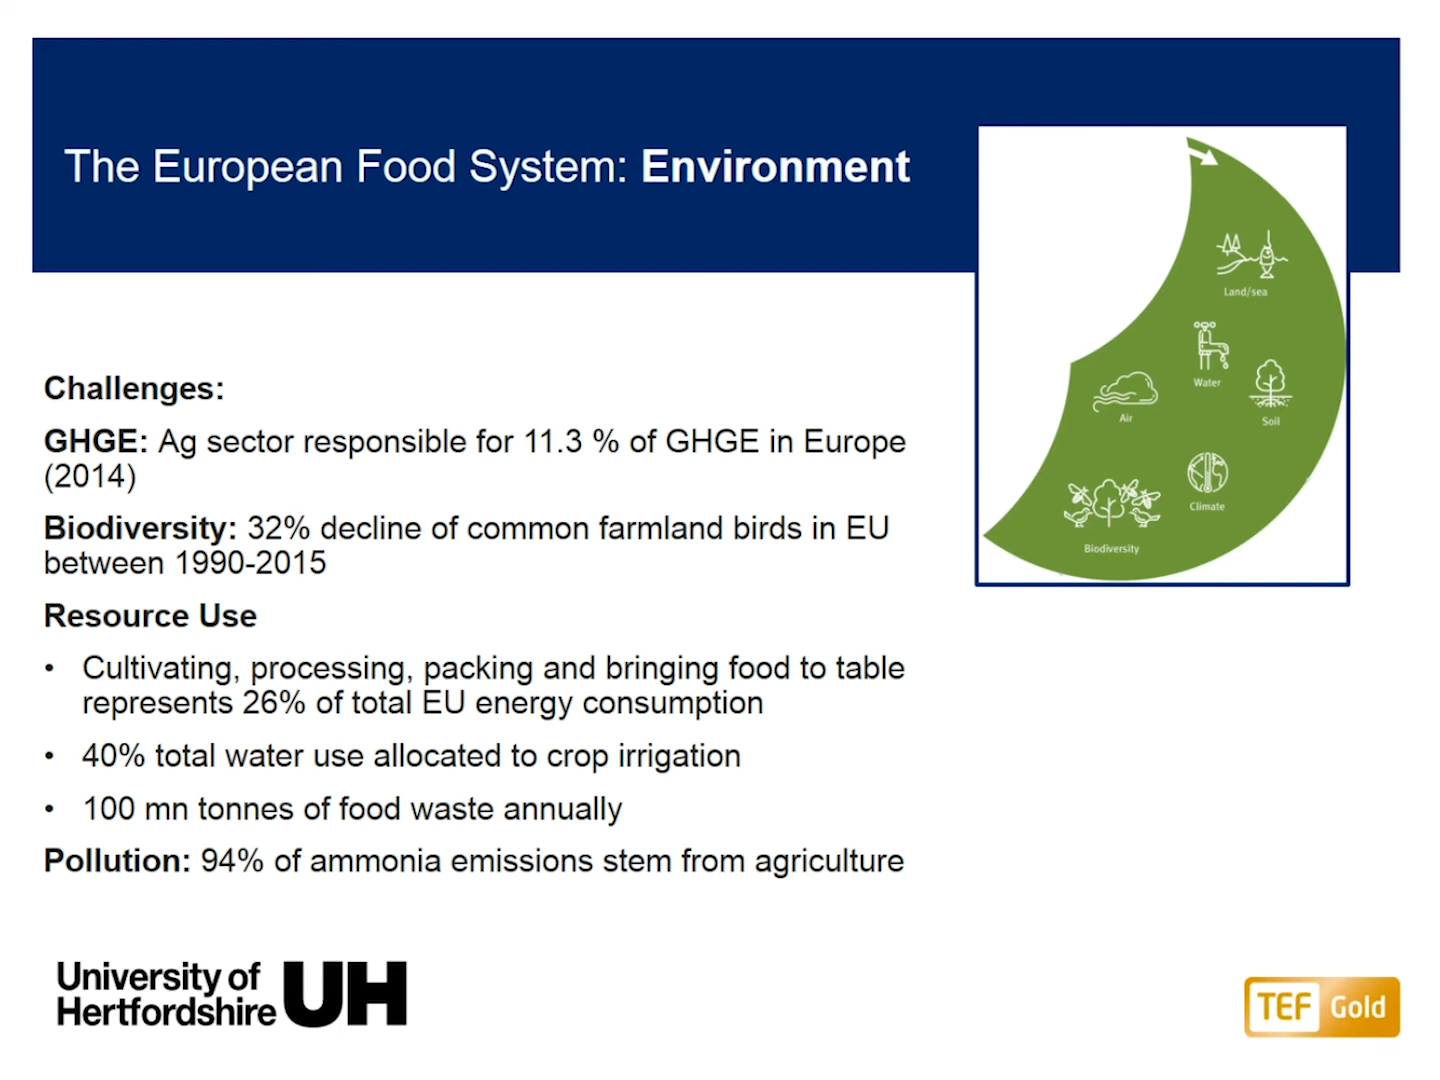 The European Food System: Environment
Land/sea
Water
Air
Soil
Climate
Biodiversity
Challenges:
GHGE: Ag sector responsible for 11.3 % of GHGE in Europe
(2014)
Biodiversity: 32% decline of common farmland birds in EU
between 1990-2015
Resource Use
• Cultivating, processing, packing and bringing food to table
represents 26% of total EU energy consumption
• 40% total water use allocated to crop irrigation
• 100 mn tonnes of food waste annually
Pollution: 94% of ammonia emissions stem from agriculture
University of
Hertfordshire UH
TEF Gold